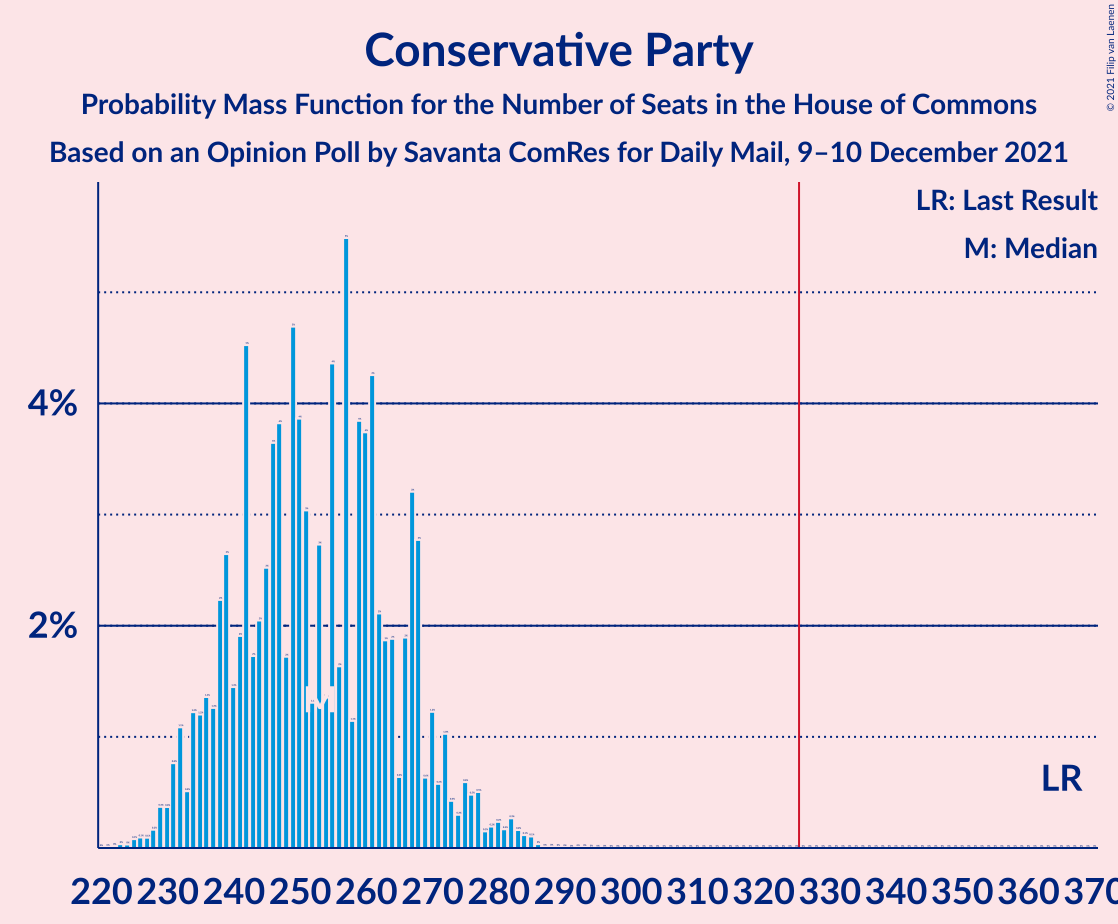 Conservative Party
Probability Mass Function for the Number of Seats in the House of Commons
Based on an Opinion Poll by Savanta ComRes for Daily Mail, 9–10 December 2021
© 2021 Filip van Laenen
LR: Last Result
M: Median
4%
2%
M
LR
220 230 240 250 260 270 280 290 300 310 320 330 340 350 360 370